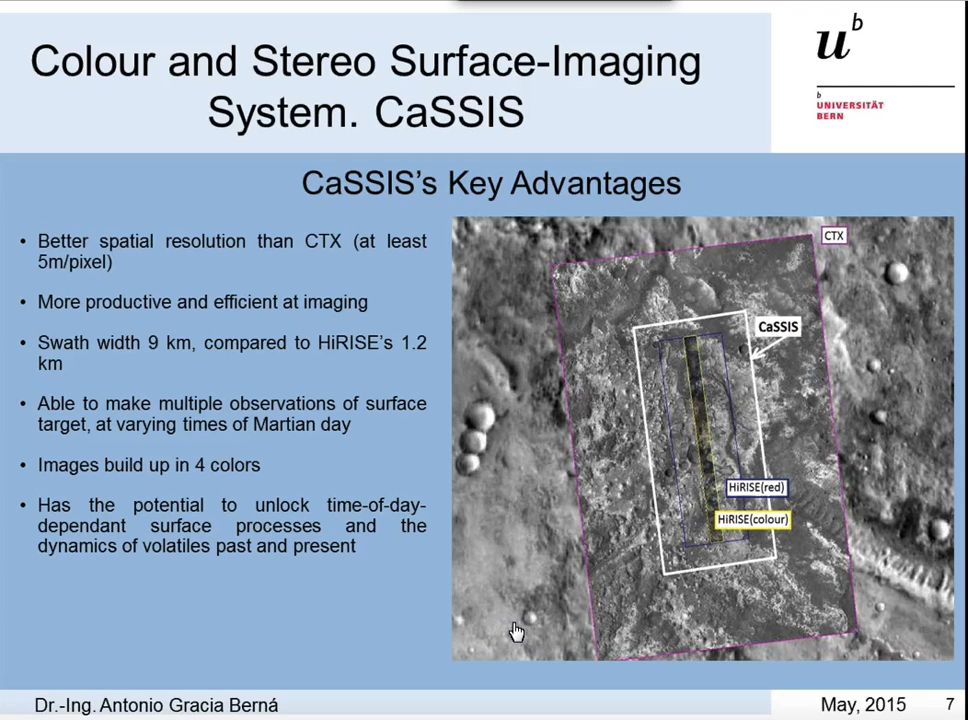 Colour and Stereo Surface-Imaging
System. CaSSIS
u b
b
UNIVERSITÄT
BERN
CaSSIS's Key Advantages
• Better spatial resolution than CTX (at least
5m/pixel)
• More productive and efficient at imaging
• Swath width 9 km, compared to HiRISE's 1.2
km
• Able to make multiple observations of surface
target, at varying times of Martian day
• Images build up in 4 colors
• Has the potential to unlock time-of-day-
dependant surface processes and the
dynamics of volatiles past and present
CTX
CaSSIS
HiRISE(red)
HiRISE(colour)
Dr.-Ing. Antonio Gracia Berná
May, 2015
7